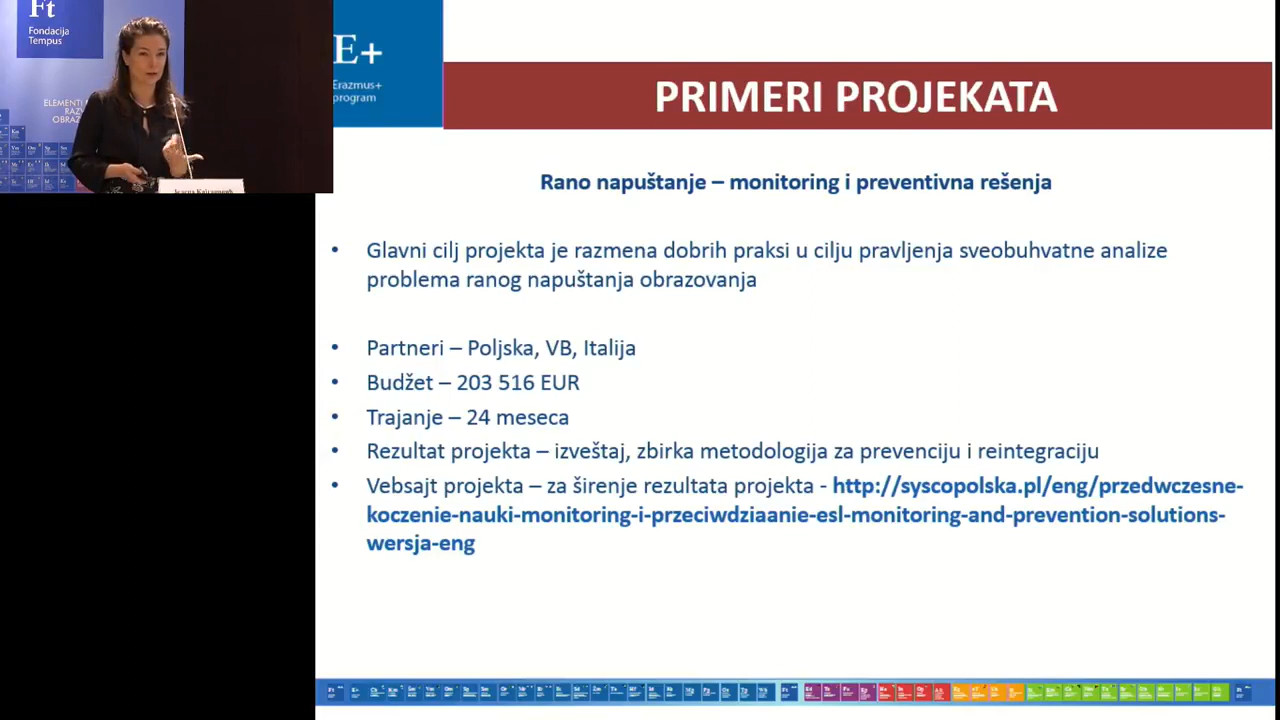 Ft
Fondacija
Tempus
E+
Erasmus+
program
PRIMERI PROJEKATA
Rano napuštanje – monitoring i preventivna rešenja
• Glavni cilj projekta je razmena dobrih praksi u cilju pravljenja sveobuhvatne analize
problema ranog napuštanja obrazovanja
• Partneri – Poljska, VB, Italija
• Budžet – 203 516 EUR
• Trajanje – 24 meseca
• Rezultat projekta – izveštaj, zbirka metodologija za prevenciju i reintegraciju
• Vebsajt projekta – za širenje rezultata projekta - http://syscopolska.pl/eng/przedwczesne-
koczenie-nauki-monitoring-i-przeciwdziaanie-esl-monitoring-and-prevention-solutions-
wersja-eng